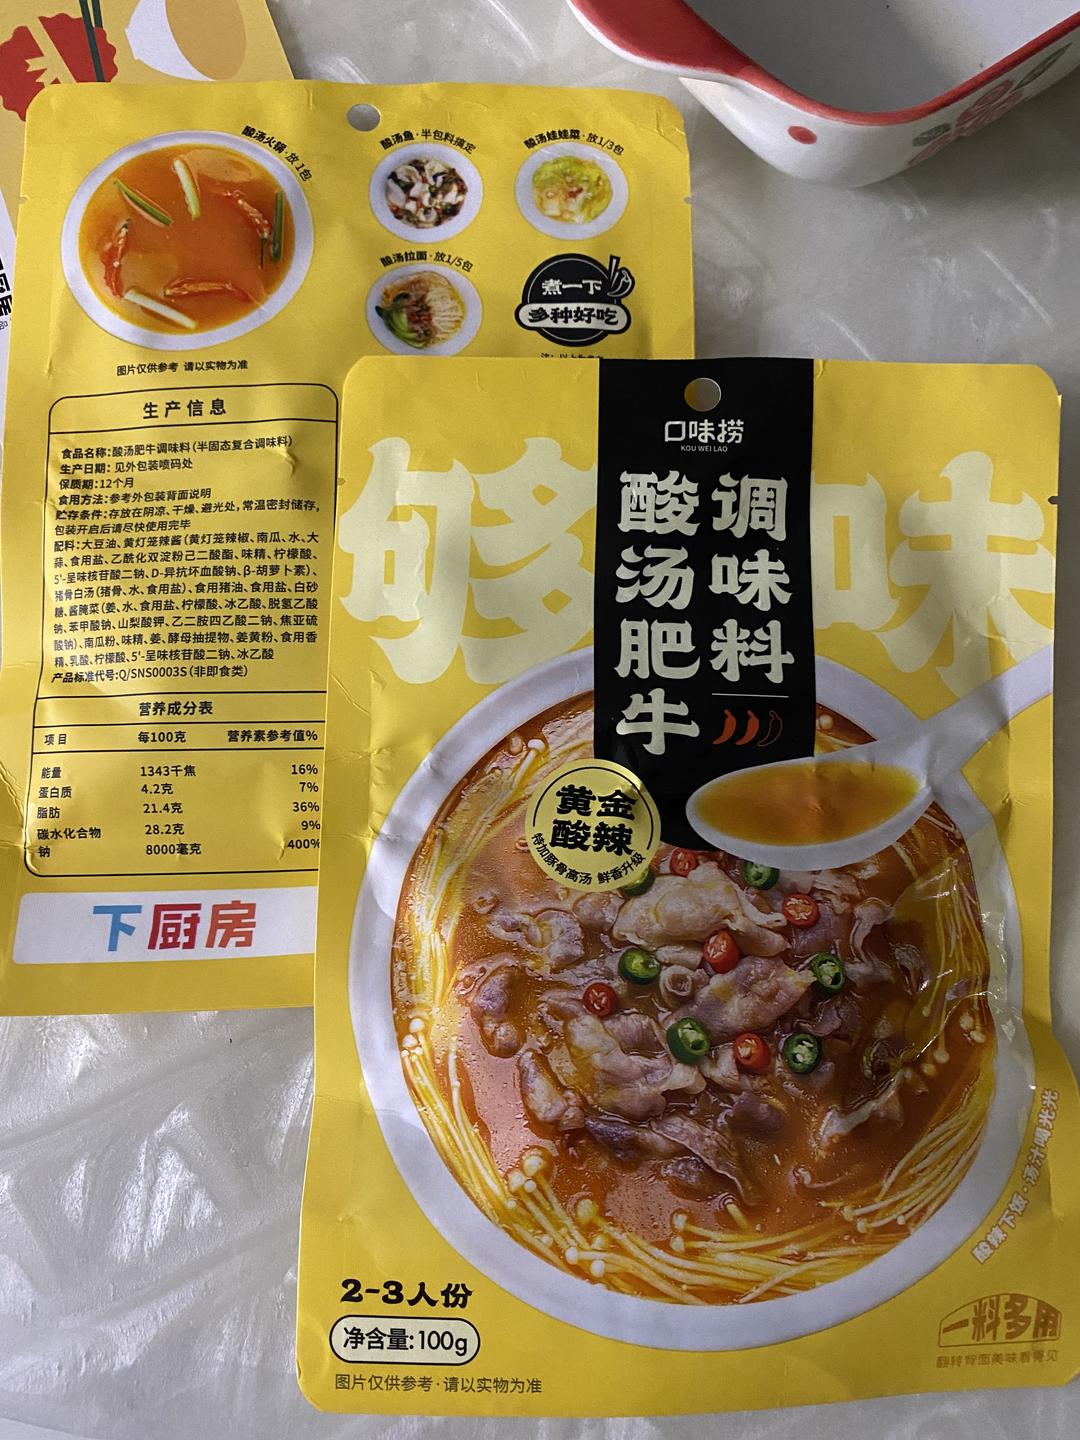 酸汤火锅·放1包
酸汤鱼·半包料搞定
酸汤娃娃菜·放1/3包
酸汤拉面·放1/5包
煮一下
多种好吃
图片仅供参考 请以实物为准
生产信息
食品名称:酸汤肥牛调味料(半固态复合调味料)
生产日期:见外包装喷码处
保质期:12个月
食用方法:参考外包装背面说明
贮存条件:存放在阴凉、干燥、避光处,常温密封储存,
包装开启后请尽快使用完毕
配料:大豆油、黄灯笼辣酱(黄灯笼辣椒、南瓜、水、大
蒜、食用盐、乙酰化双淀粉己二酸酯、味精、柠檬酸、
5'-呈味核苷酸二钠、D-异抗坏血酸钠、β-胡萝卜素)、
猪骨白汤(猪骨、水、食用盐)、食用猪油、食用盐、白砂
糖、酱腌菜(姜、水、食用盐、柠檬酸、冰乙酸、脱氢乙酸
钠、苯甲酸钠、山梨酸钾、乙二胺四乙酸二钠、焦亚硫
酸钠)、南瓜粉、味精、姜、酵母抽提物、姜黄粉、食用香
精、乳酸、柠檬酸、5'-呈味核苷酸二钠、冰乙酸
产品标准代号:Q/SNS0003S(非即食类)
营养成分表
项目 每100克 营养素参考值%
能量 1343千焦 16%
蛋白质 4.2克 7%
脂肪 21.4克 36%
碳水化合物 28.2克 9%
钠 8000毫克 400%
下厨房
口味捞
KOU WEI LAO
够 味
酸汤肥牛
调味料
黄金
酸辣
特加豚骨高汤 鲜香升级
酸辣下饭·汤汁喝光光
2-3人份
净含量:100g
图片仅供参考·请以实物为准
一料多用
翻转背面美味看得见